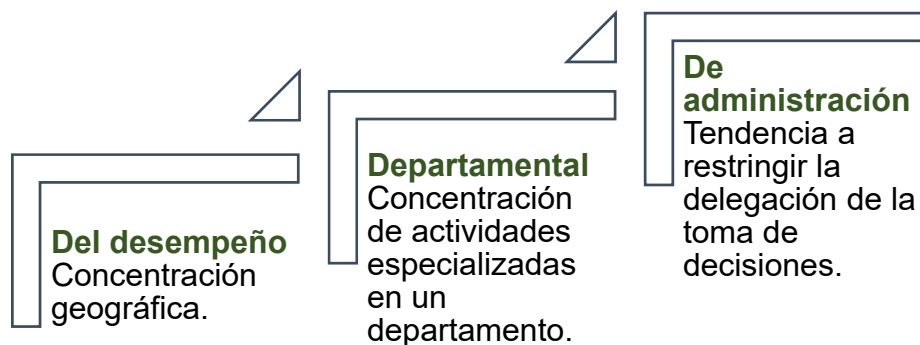 Del desempeño
Concentración
geográfica.
Departamental
Concentración
de actividades
especializadas
en un
departamento.
De
administración
Tendencia a
restringir la
delegación de la
toma de
decisiones.